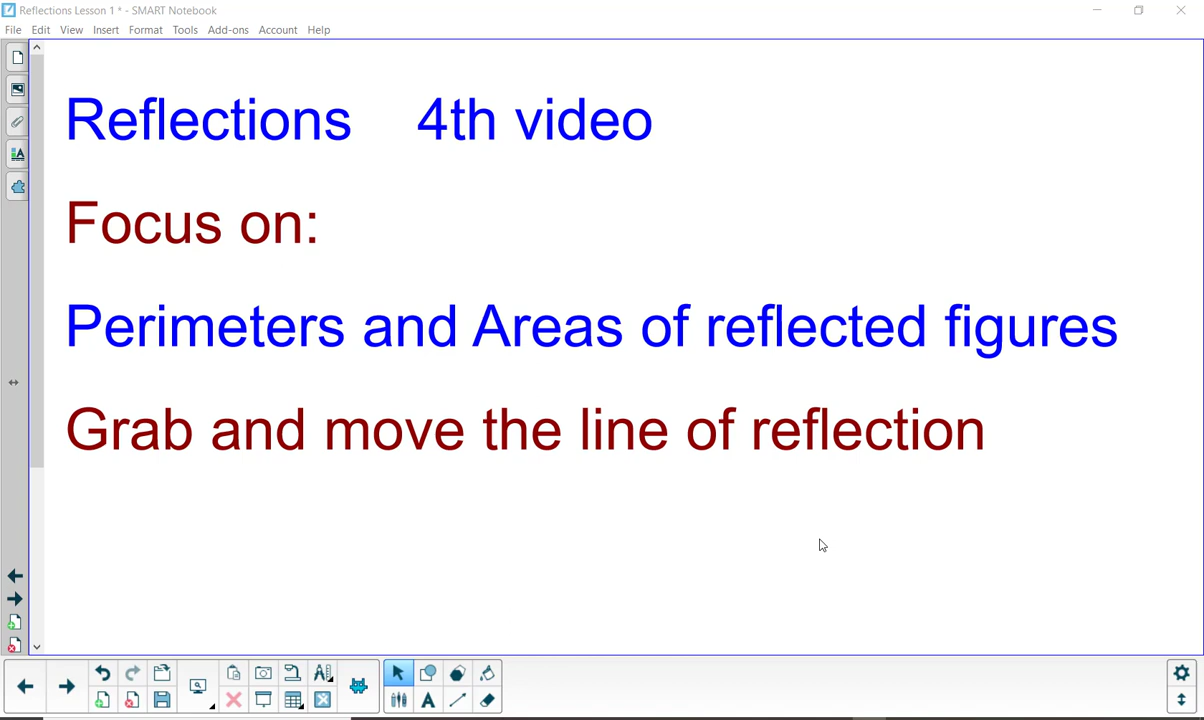 Reflections Lesson 1 * - SMART Notebook
File Edit View Insert Format Tools Add-ons Account Help
Reflections 4th video
Focus on:
Perimeters and Areas of reflected figures
Grab and move the line of reflection